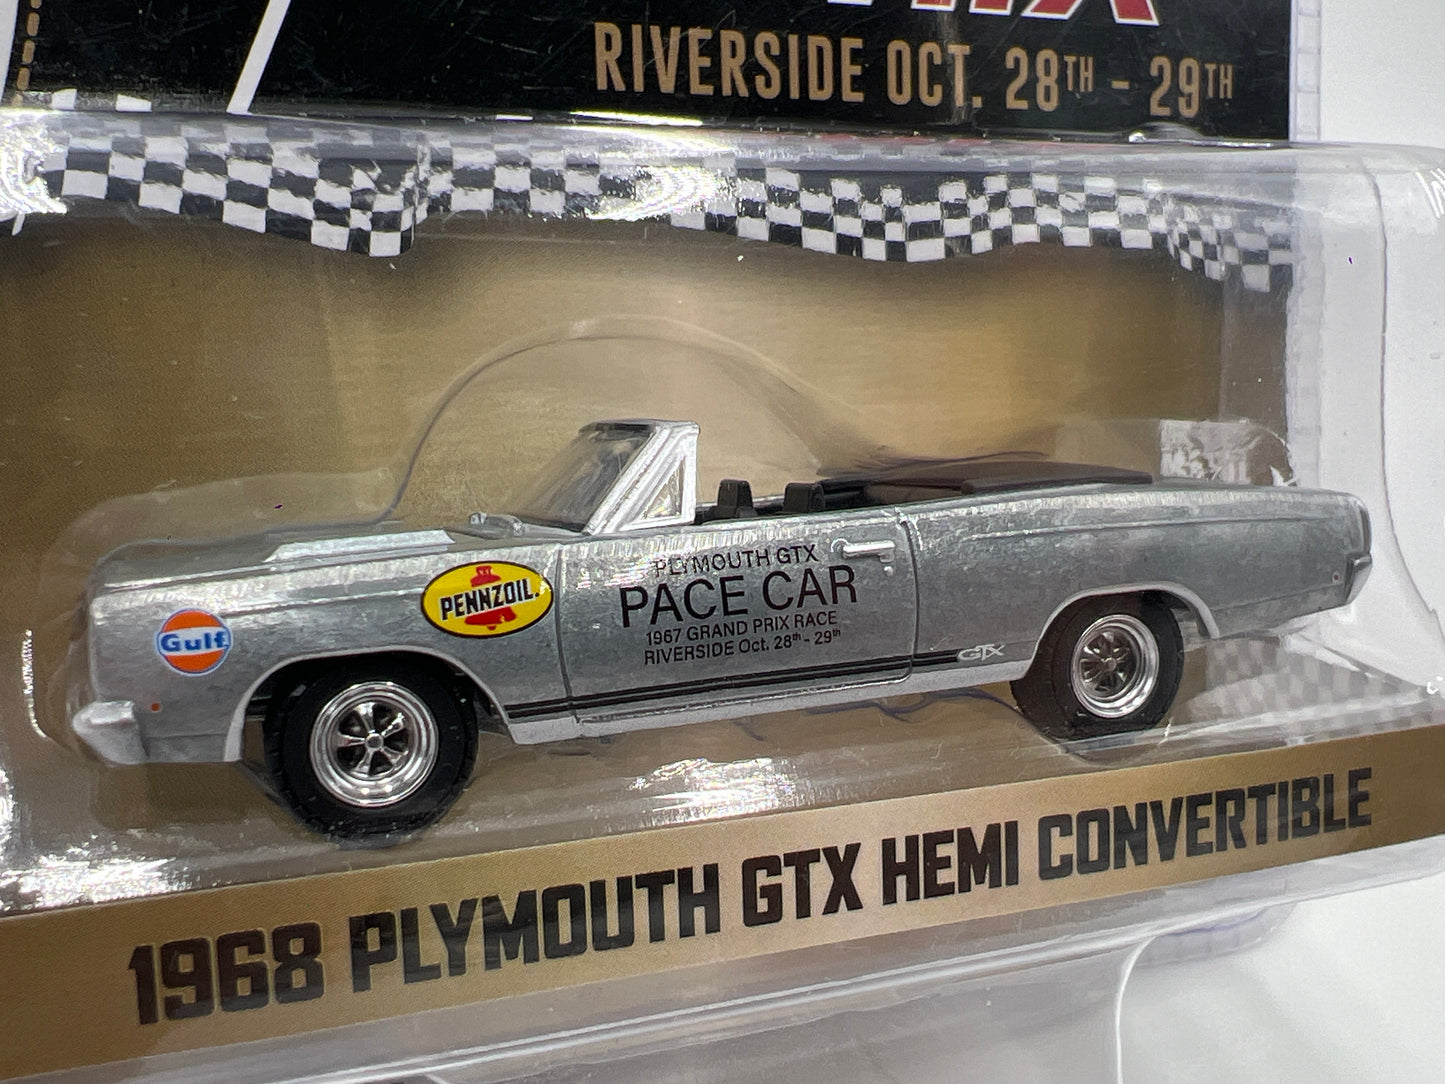 RIVERSIDE OCT. 28TH - 29TH
Gulf
PENNZOIL.
PLYMOUTH GTX
PACE CAR
1967 GRAND PRIX RACE
RIVERSIDE Oct. 28th - 29th
GTX
1968 PLYMOUTH GTX HEMI CONVERTIBLE